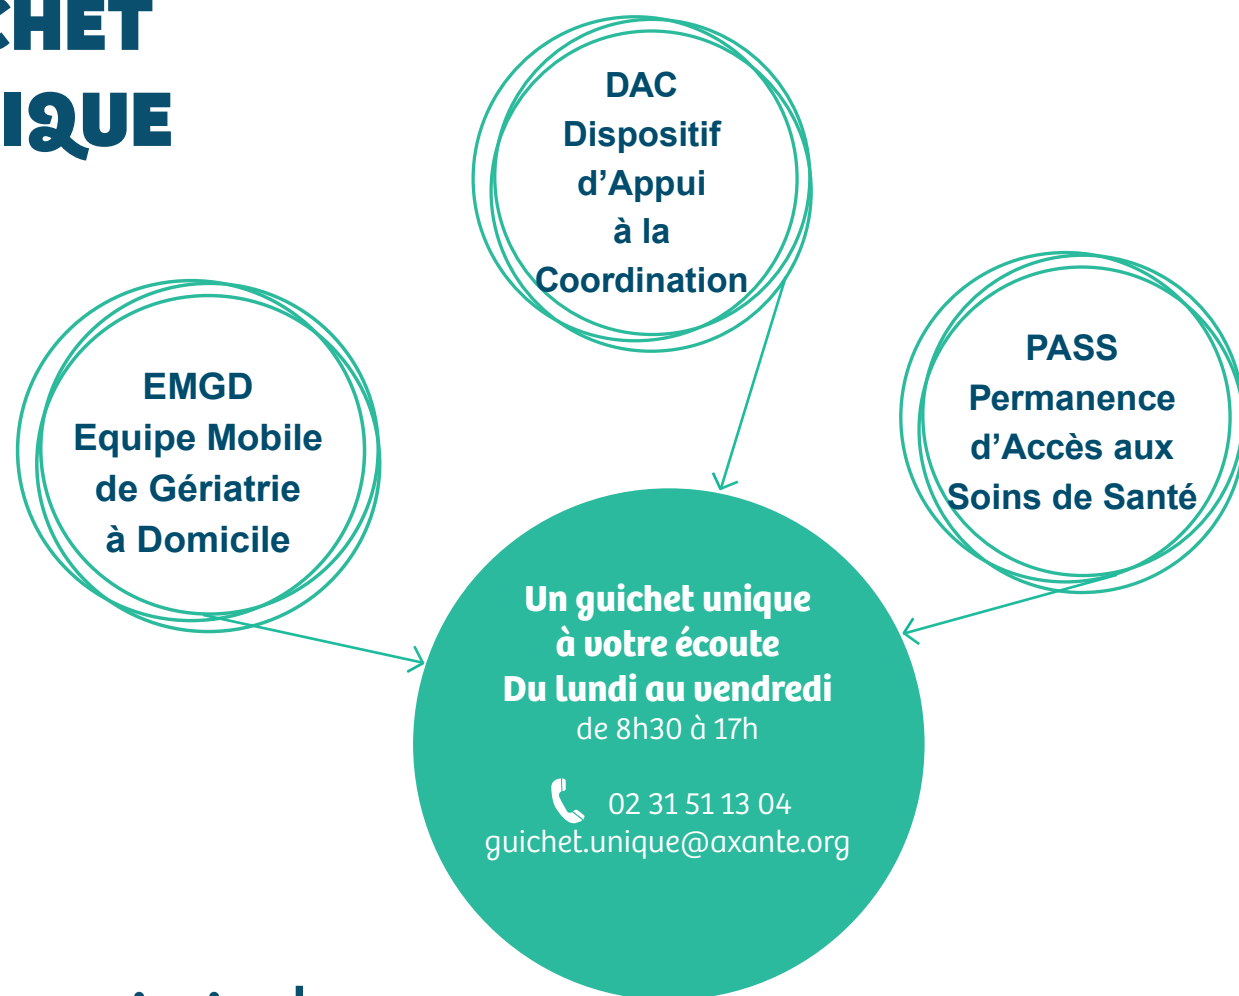 CHET
IQUE
DAC
Dispositif
d’Appui
à la
Coordination
EMGD
Equipe Mobile
de Gériatrie
à Domicile
PASS
Permanence
d’Accès aux
Soins de Santé
Un guichet unique
à votre écoute
Du lundi au vendredi
de 8h30 à 17h
02 31 51 13 04
guichet.unique@axante.org